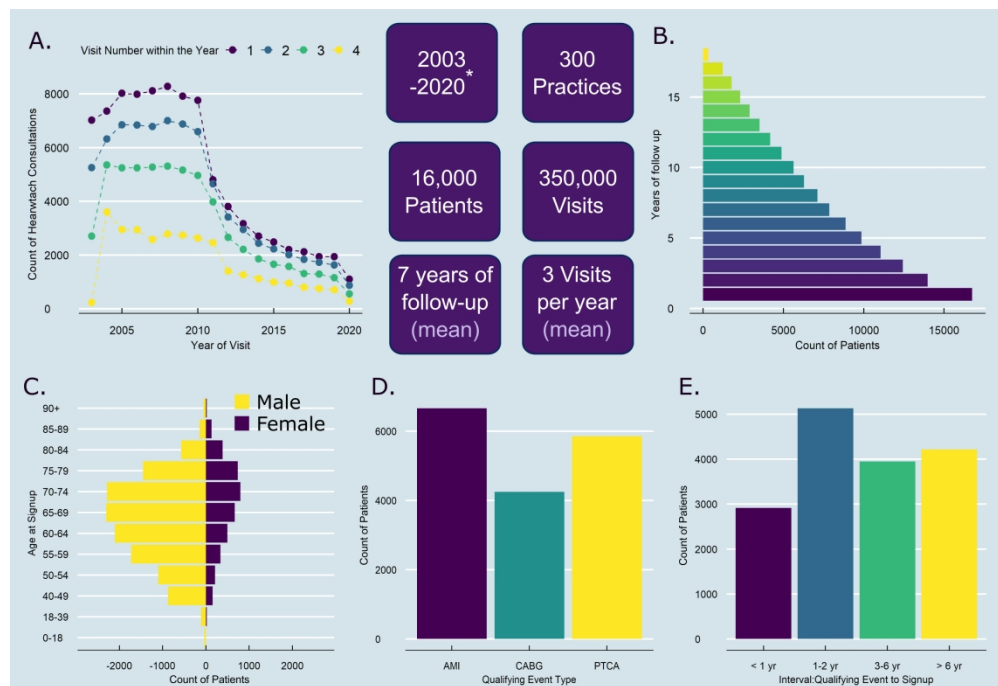 A.
Visit Number within the Year 1 2 3 4
Count of Hearwtach Consultations
8000
6000
4000
2000
0
2005 2010 2015 2020
Year of Visit
2003
-2020*
300
Practices
16,000
Patients
350,000
Visits
7 years of
follow-up
(mean)
3 Visits
per year
(mean)
B.
Years of follow up
15
10
5
0
0 5000 10000 15000
Count of Patients
C.
Male
Female
Age at Signup
90+
85-89
80-84
75-79
70-74
65-69
60-64
55-59
50-54
40-49
18-39
0-18
-2000 -1000 0 1000 2000
Count of Patients
D.
Count of Patients
6000
4000
2000
0
AMI CABG PTCA
Qualifying Event Type
E.
Count of Patients
5000
4000
3000
2000
1000
0
< 1 yr 1-2 yr 3-6 yr > 6 yr
Interval:Qualifying Event to Signup